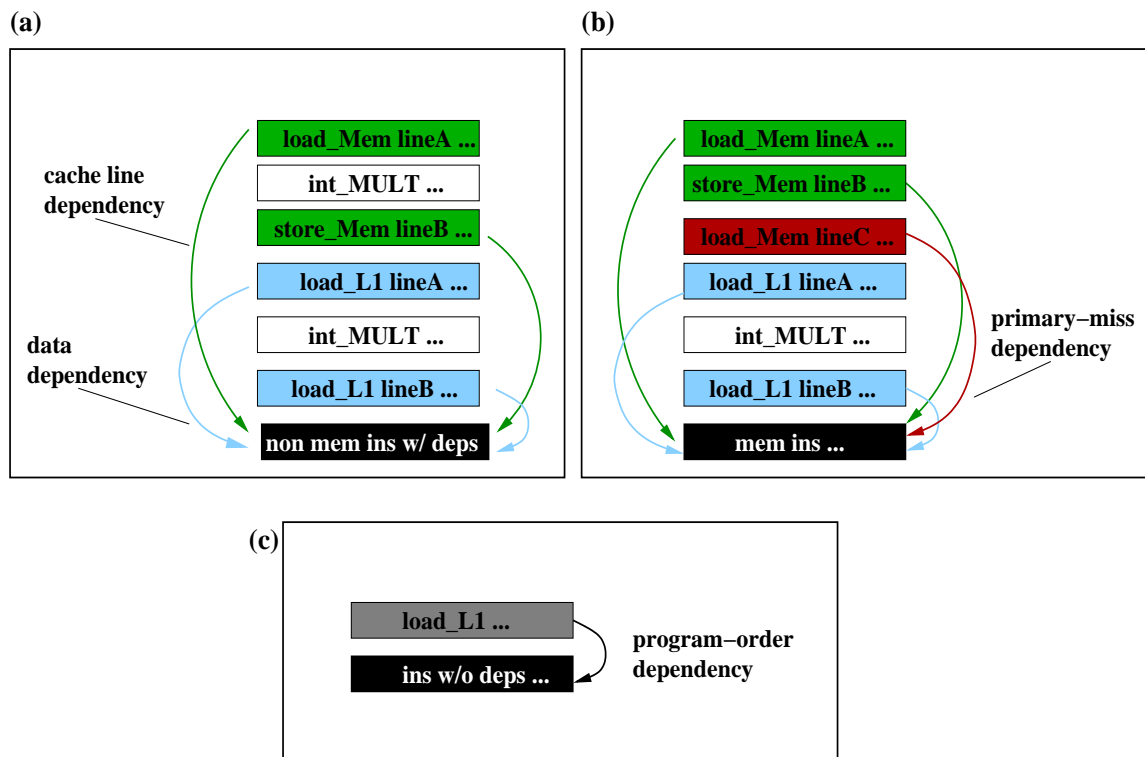 (a)
load_Mem lineA ...
int_MULT ...
store_Mem lineB ...
load_L1 lineA ...
int_MULT ...
load_L1 lineB ...
non mem ins w/ deps
cache line
dependency
data
dependency
(b)
load_Mem lineA ...
store_Mem lineB ...
load_Mem lineC ...
load_L1 lineA ...
int_MULT ...
load_L1 lineB ...
mem ins ...
primary−miss
dependency
(c)
load_L1 ...
ins w/o deps ...
program−order
dependency